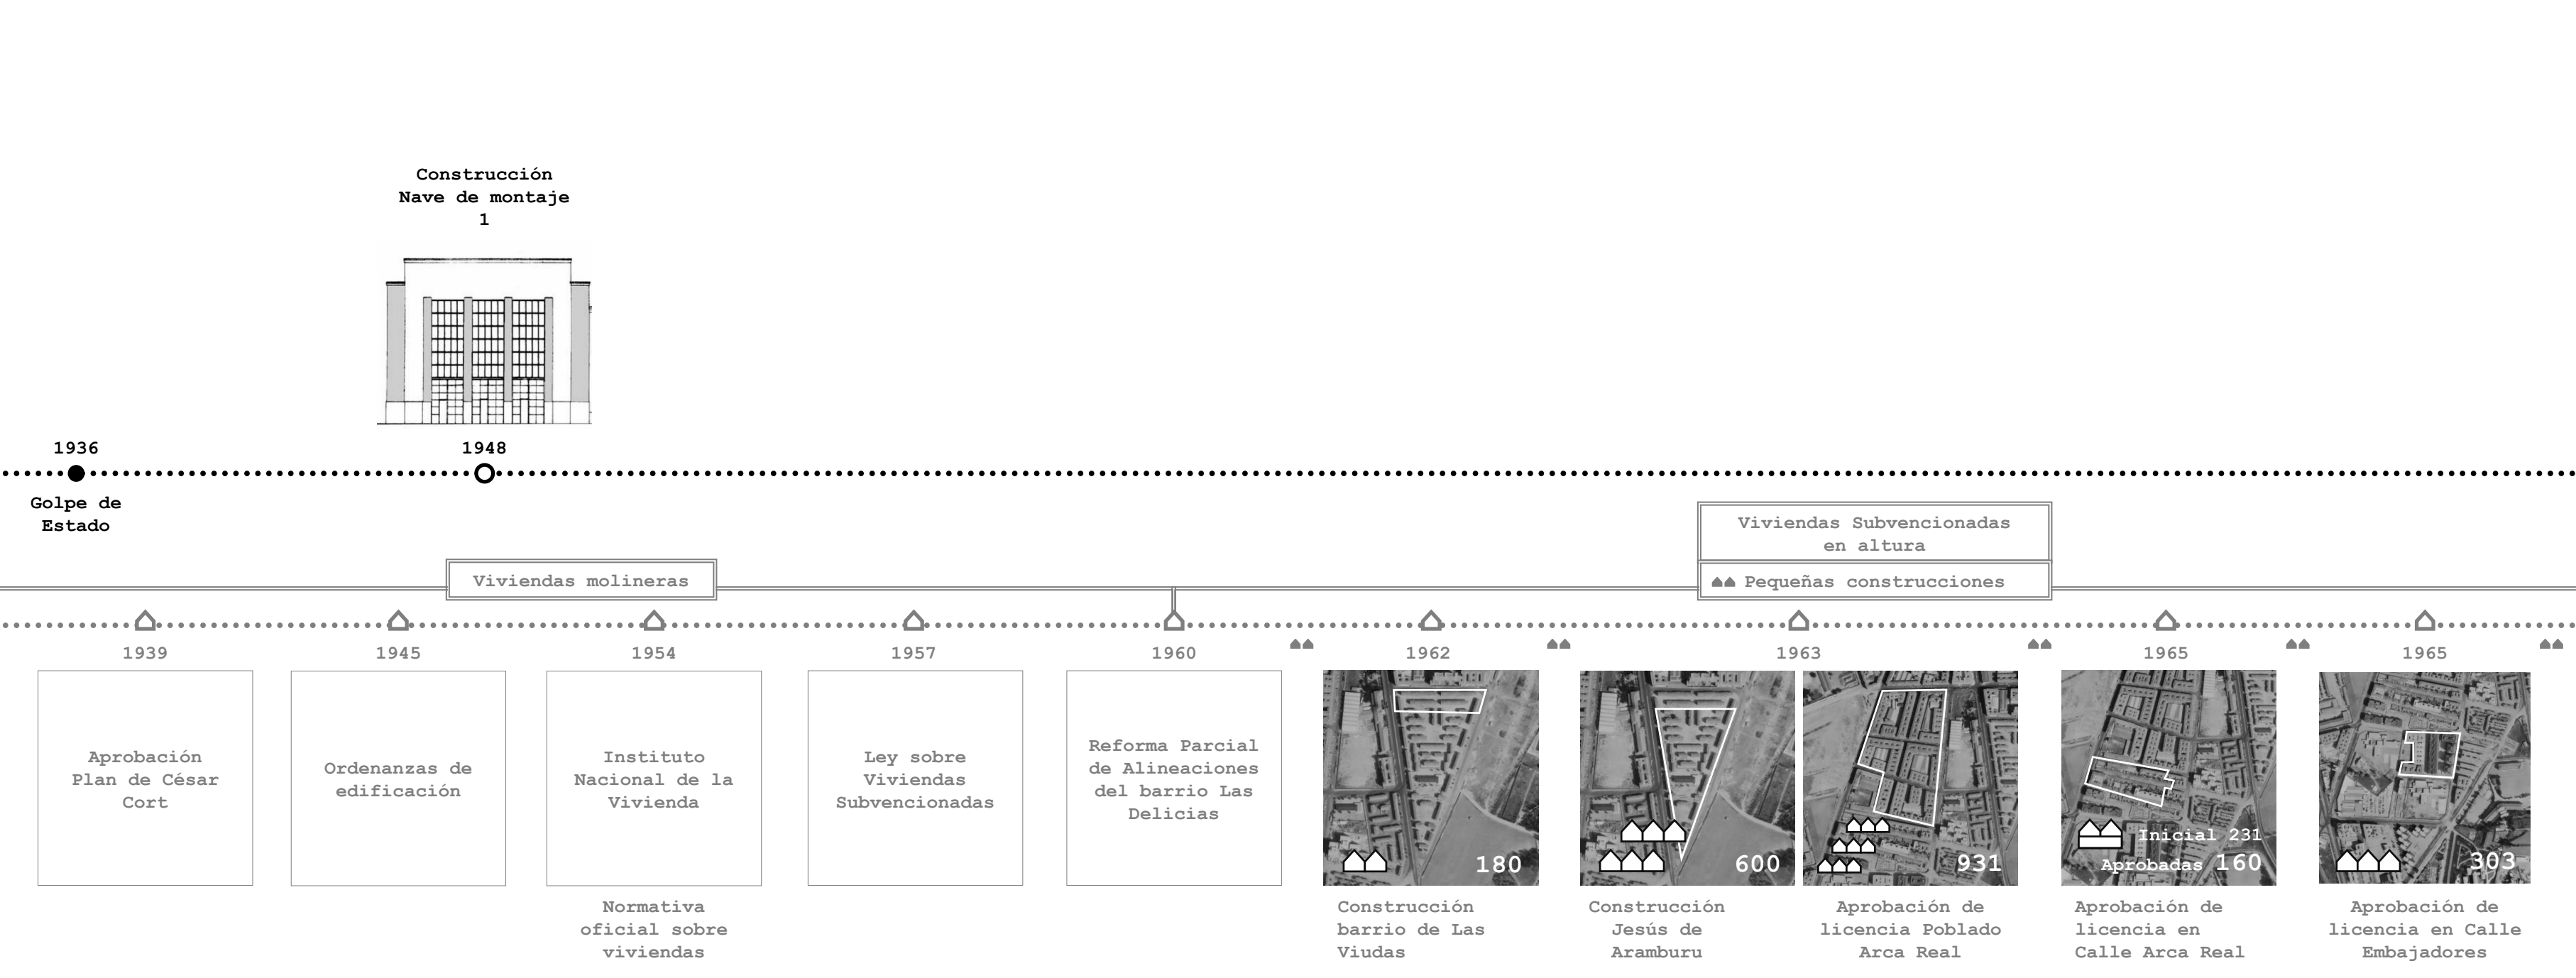 Construcción
Nave de montaje
1
1936
1948
Golpe de
Estado
Viviendas Subvencionadas
en altura
Viviendas molineras
Pequeñas construcciones
1939
1945
1954
1957
1960
1962
1963
1965
1965
Aprobación
Plan de César
Cort
Ordenanzas de
edificación
Instituto
Nacional de la
Vivienda
Ley sobre
Viviendas
Subvencionadas
Reforma Parcial
de Alineaciones
del barrio Las
Delicias
180
600
931
Inicial 231
Aprobadas 160
303
Normativa
oficial sobre
viviendas
Construcción
barrio de Las
Viudas
Construcción
Jesús de
Aramburu
Aprobación de
licencia Poblado
Arca Real
Aprobación de
licencia en
Calle Arca Real
Aprobación de
licencia en Calle
Embajadores